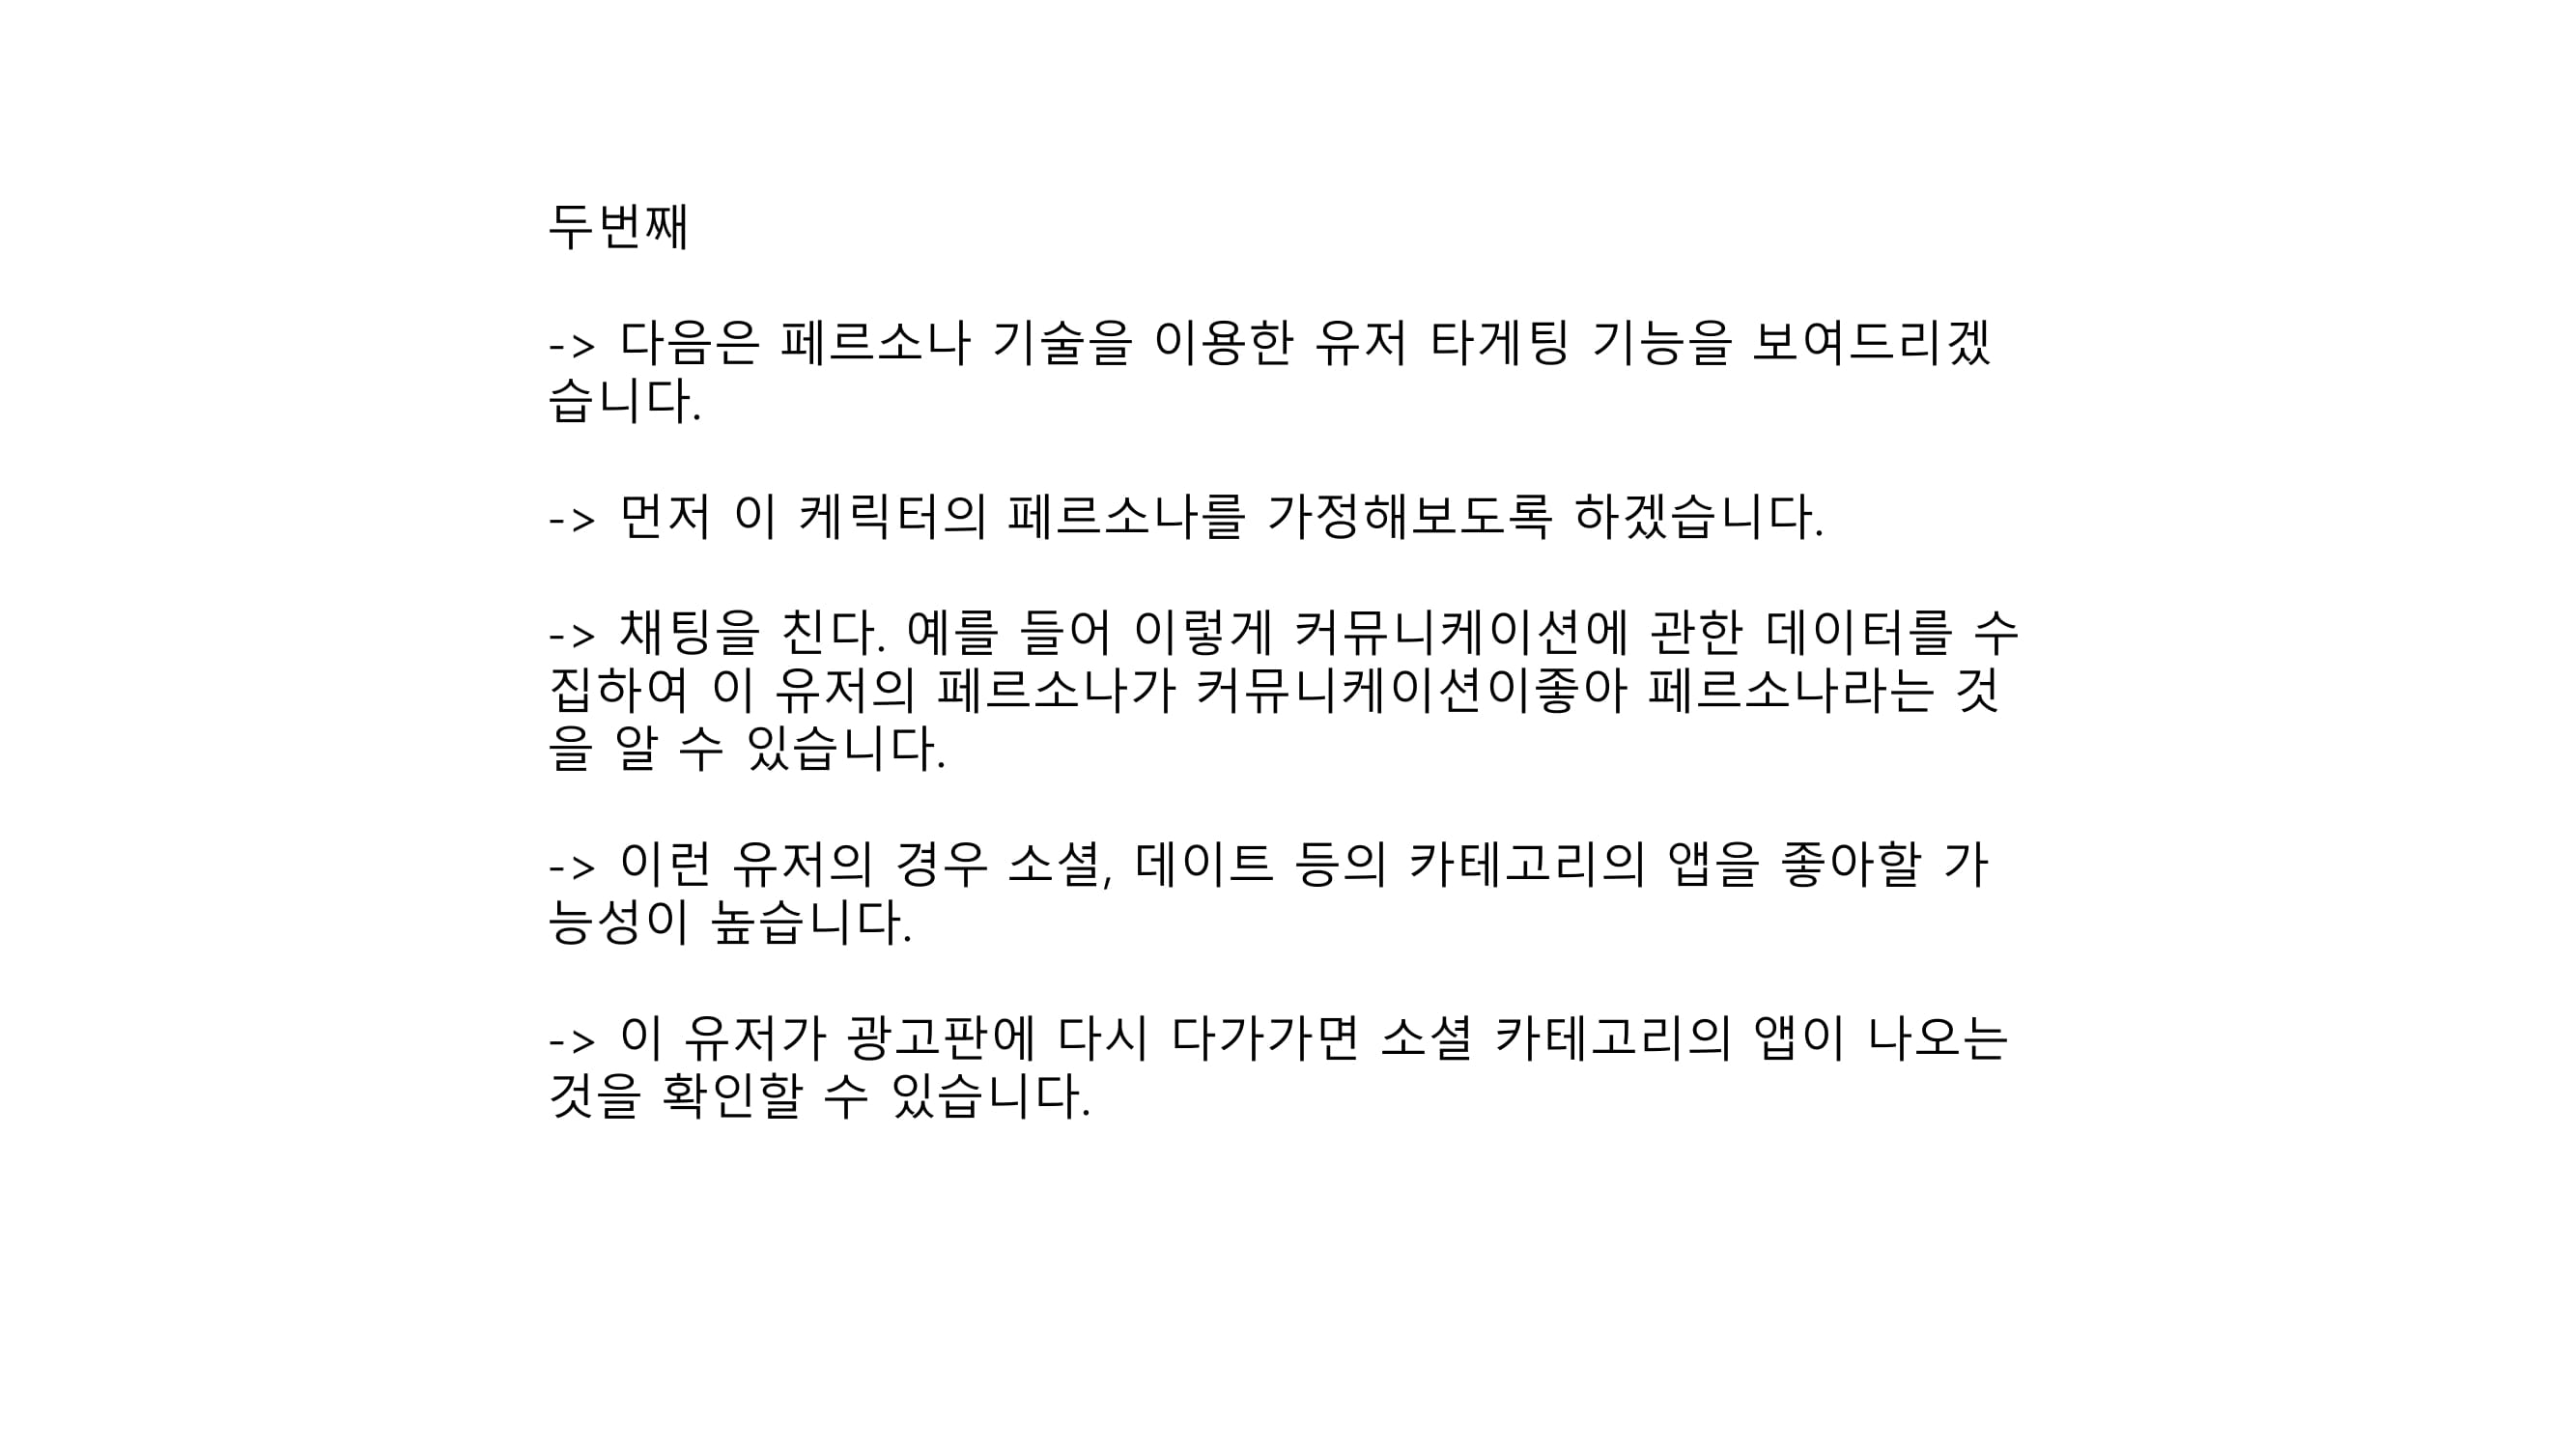 두번째
-> 다음은 페르소나 기술을 이용한 유저 타게팅 기능을 보여드리겠
습니다.
-> 먼저 이 케릭터의 페르소나를 가정해보도록 하겠습니다.
-> 채팅을 친다. 예를 들어 이렇게 커뮤니케이션에 관한 데이터를 수
집하여 이 유저의 페르소나가 커뮤니케이션이좋아 페르소나라는 것
을 알 수 있습니다.
-> 이런 유저의 경우 소셜, 데이트 등의 카테고리의 앱을 좋아할 가
능성이 높습니다.
-> 이 유저가 광고판에 다시 다가가면 소셜 카테고리의 앱이 나오는
것을 확인할 수 있습니다.